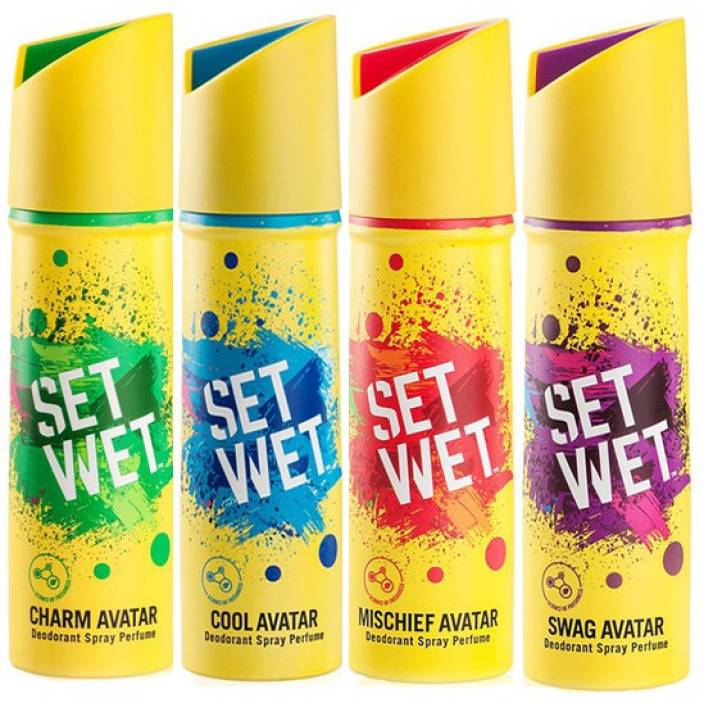 SET
WET
CHARM AVATAR
Deodorant Spray Perfume
SET
WET
COOL AVATAR
Deodorant Spray Perfume
SET
WET
MISCHIEF AVATAR
Deodorant Spray Perfume
SET
WET
SWAG AVATAR
Deodorant Spray Perfume